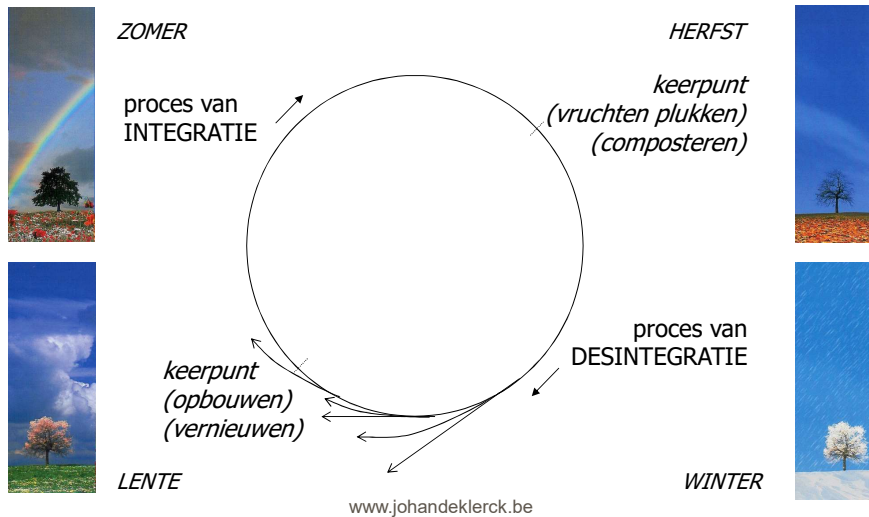 ZOMER
HERFST
proces van
INTEGRATIE
keerpunt
(vruchten plukken)
(composteren)
proces van
DESINTEGRATIE
keerpunt
(opbouwen)
(vernieuwen)
LENTE
WINTER
www.johandeklerck.be